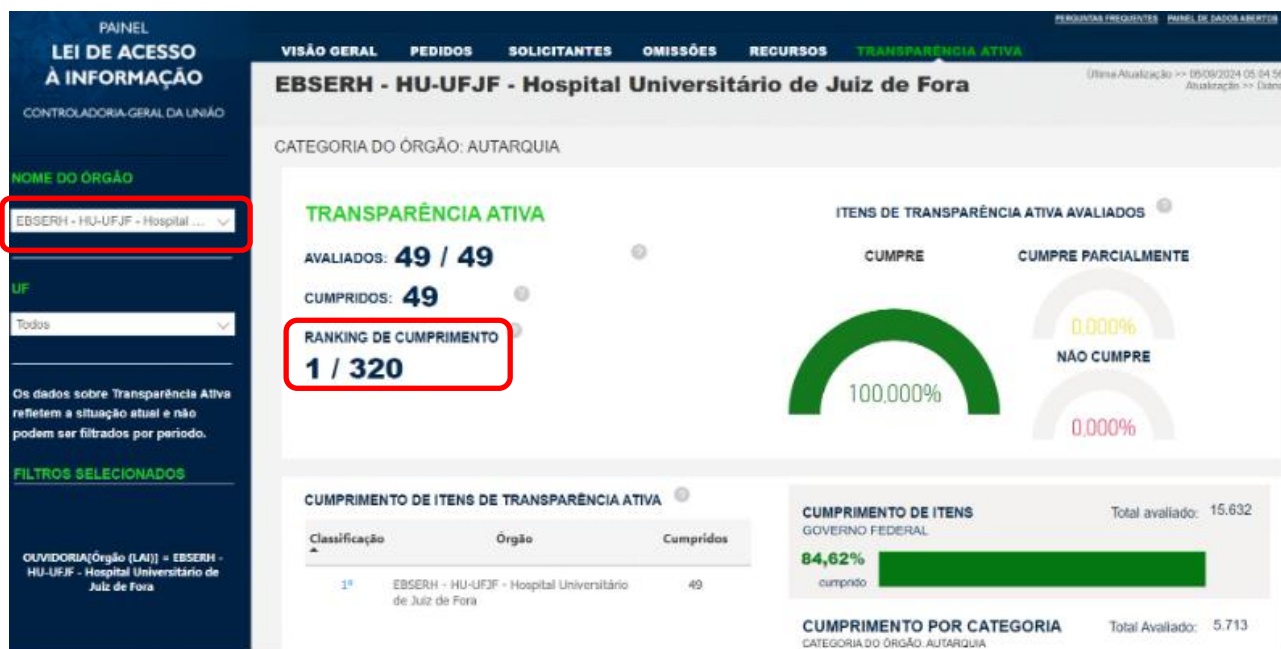 PERGUNTAS FREQUENTES PAINEL DE DADOS ABERTOS
PAINEL
LEI DE ACESSO
À INFORMAÇÃO
CONTROLADORIA-GERAL DA UNIÃO
VISÃO GERAL PEDIDOS SOLICITANTES OMISSÕES RECURSOS TRANSPARÊNCIA ATIVA
EBSERH - HU-UFJF - Hospital Universitário de Juiz de Fora
Última Atualização >> 05:04:56
Atualização >>
CATEGORIA DO ÓRGÃO: AUTARQUIA
NOME DO ÓRGÃO
EBSERH - HU-UFJF - Hospital ...
UF
Todos
Os dados sobre Transparência Ativa
refletem a situação atual e não
podem ser filtrados por periodo.
FILTROS SELECIONADOS
OUVIDORIA[Órgão (LAI)] = EBSERH -
HU-UFJF - Hospital Universitário de
Juiz de Fora
TRANSPARÊNCIA ATIVA
AVALIADOS: 49 / 49
CUMPRIDOS: 49
RANKING DE CUMPRIMENTO
1 / 320
ITENS DE TRANSPARÊNCIA ATIVA AVALIADOS
CUMPRE
100,000%
CUMPRE PARCIALMENTE
0,000%
NÃO CUMPRE
0,000%
CUMPRIMENTO DE ITENS DE TRANSPARÊNCIA ATIVA
Classificação Órgão Cumpridos
1º EBSERH - HU-UFJF - Hospital Universitário 49
de Juiz de Fora
CUMPRIMENTO DE ITENS Total avaliado: 15.632
GOVERNO FEDERAL
84,62%
cumprido
CUMPRIMENTO POR CATEGORIA Total Avaliado: 5.713
CATEGORIA DO ÓRGÃO: AUTARQUIA